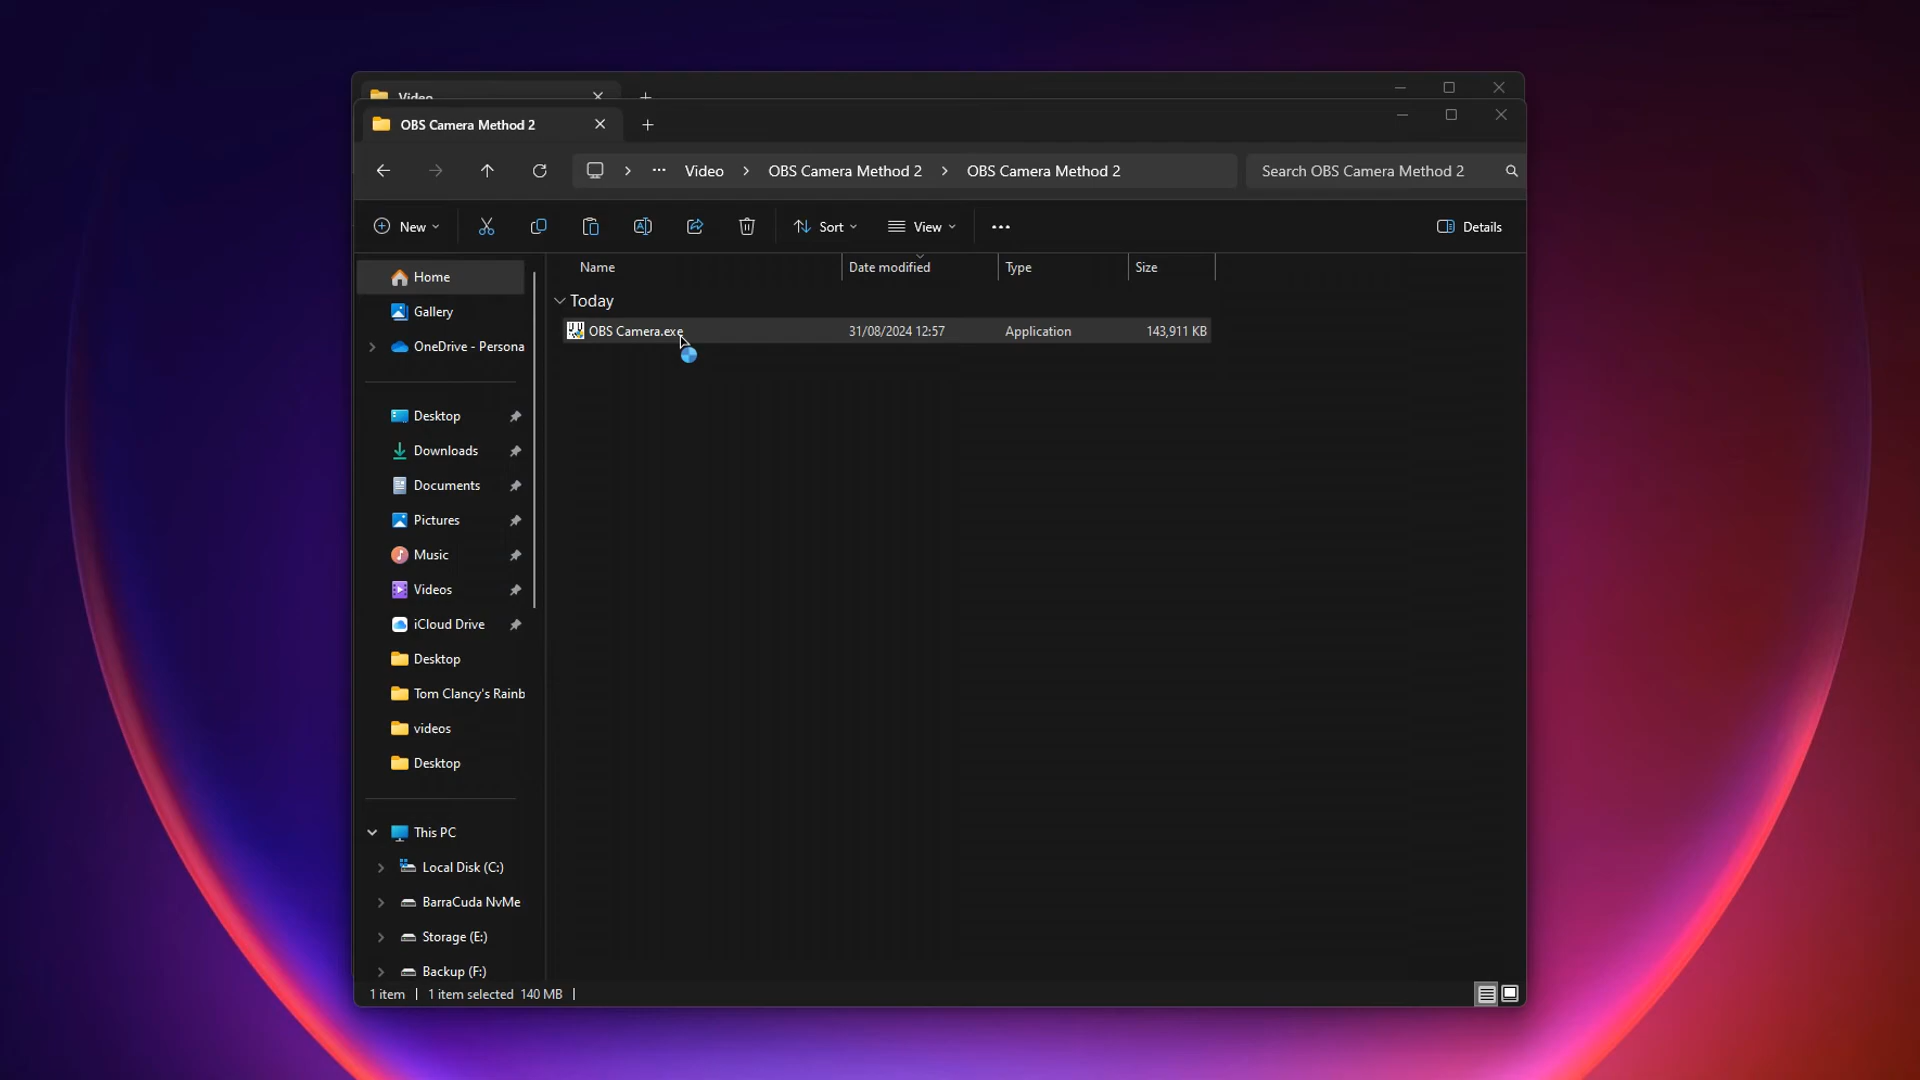 Video
OBS Camera Method 2
Video OBS Camera Method 2 OBS Camera Method 2 Search OBS Camera Method 2
New Sort View Details
Name Date modified Type Size
Home
Gallery
OneDrive - Persona
Desktop
Downloads
Documents
Pictures
Music
Videos
iCloud Drive
Desktop
Tom Clancy's Rainb
videos
Desktop
This PC
Local Disk (C:)
BarraCuda NvMe
Storage (E:)
Backup (F:)
Today
OBS Camera.exe 31/08/2024 12:57 Application 143,911 KB
1 item 1 item selected 140 MB